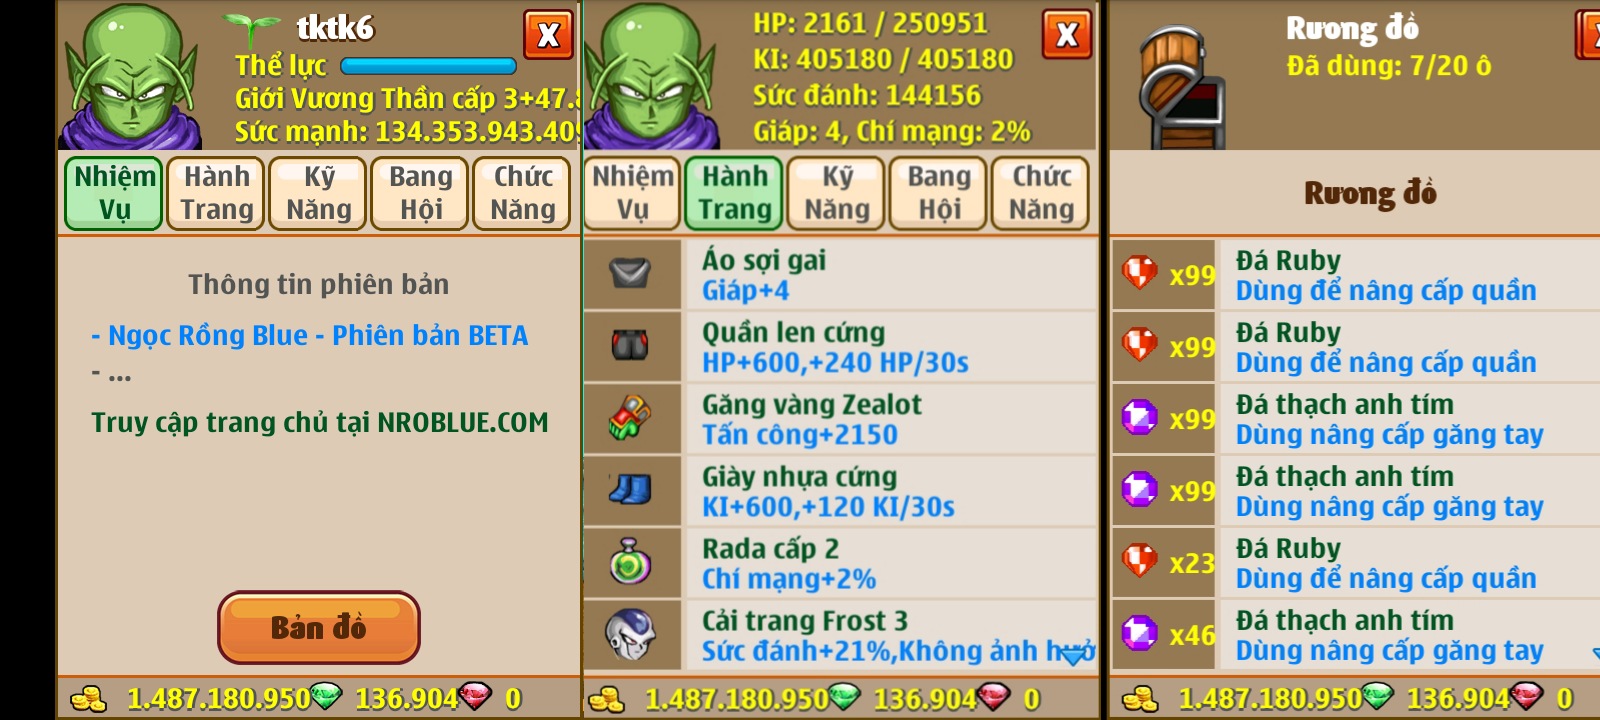 tktk6
Thể lực
Giới Vương Thần cấp 3+47.
Sức mạnh: 134.353.943.40
Nhiệm Vụ
Hành Trang
Kỹ Năng
Bang Hội
Chức Năng
Thông tin phiên bản
- Ngọc Rồng Blue - Phiên bản BETA
- ...
Truy cập trang chủ tại NROBLUE.COM
Bản đồ
1.487.180.950 136.904 0
X
HP: 2161 / 250951
KI: 405180 / 405180
Sức đánh: 144156
Giáp: 4, Chí mạng: 2%
X
Nhiệm Vụ
Hành Trang
Kỹ Năng
Bang Hội
Chức Năng
Áo sợi gai
Giáp+4
Quần len cứng
HP+600,+240 HP/30s
Găng vàng Zealot
Tấn công+2150
Giày nhựa cứng
KI+600,+120 KI/30s
Rada cấp 2
Chí mạng+2%
Cải trang Frost 3
Sức đánh+21%,Không ảnh hưở
1.487.180.950 136.904 0
Rương đồ
Đã dùng: 7/20 ô
Rương đồ
x99 Đá Ruby
Dùng để nâng cấp quần
x99 Đá Ruby
Dùng để nâng cấp quần
x99 Đá thạch anh tím
Dùng nâng cấp găng tay
x99 Đá thạch anh tím
Dùng nâng cấp găng tay
x23 Đá Ruby
Dùng để nâng cấp quần
x46 Đá thạch anh tím
Dùng nâng cấp găng tay
1.487.180.950 136.904 0